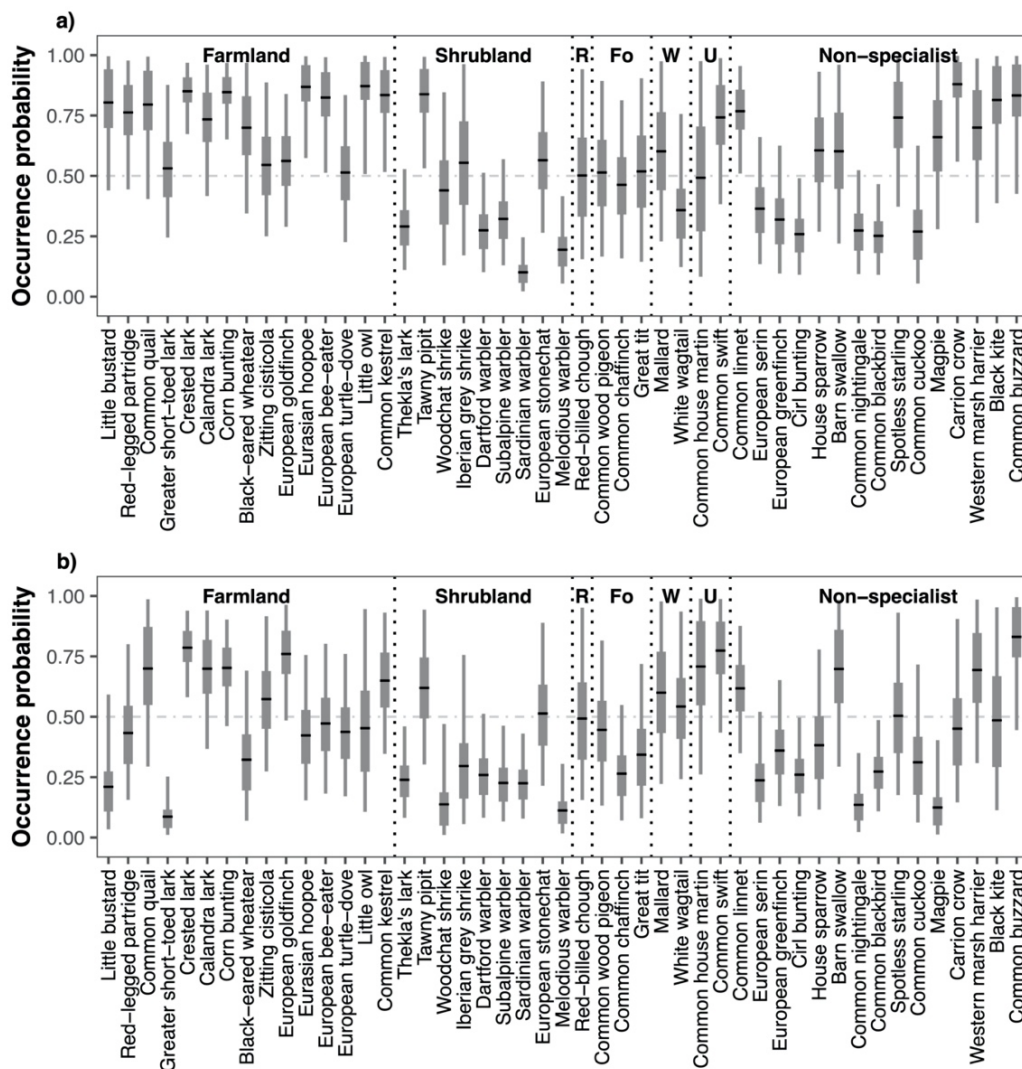 a)
Farmland Shrubland R Fo W U Non-specialist
Occurrence probability
1.00
0.75
0.50
0.25
0.00
Little bustard
Red-legged partridge
Common quail
Greater short-toed lark
Crested lark
Calandra lark
Corn bunting
Black-eared wheatear
Zitting cisticola
European goldfinch
Eurasian hoopoe
European bee-eater
European turtle-dove
Little owl
Common kestrel
Thekla's lark
Tawny pipit
Woodchat shrike
Iberian grey shrike
Dartford warbler
Subalpine warbler
Sardinian warbler
European stonechat
Melodious warbler
Red-billed chough
Common wood pigeon
Common chaffinch
Great tit
Mallard
White wagtail
Common house martin
Common swift
Common linnet
European serin
European greenfinch
Cirl bunting
House sparrow
Barn swallow
Common nightingale
Common blackbird
Spotless starling
Common cuckoo
Magpie
Carrion crow
Western marsh harrier
Black kite
Common buzzard
b)
Farmland Shrubland R Fo W U Non-specialist
Occurrence probability
1.00
0.75
0.50
0.25
0.00
Little bustard
Red-legged partridge
Common quail
Greater short-toed lark
Crested lark
Calandra lark
Corn bunting
Black-eared wheatear
Zitting cisticola
European goldfinch
Eurasian hoopoe
European bee-eater
European turtle-dove
Little owl
Common kestrel
Thekla's lark
Tawny pipit
Woodchat shrike
Iberian grey shrike
Dartford warbler
Subalpine warbler
Sardinian warbler
European stonechat
Melodious warbler
Red-billed chough
Common wood pigeon
Common chaffinch
Great tit
Mallard
White wagtail
Common house martin
Common swift
Common linnet
European serin
European greenfinch
Cirl bunting
House sparrow
Barn swallow
Common nightingale
Common blackbird
Spotless starling
Common cuckoo
Magpie
Carrion crow
Western marsh harrier
Black kite
Common buzzard